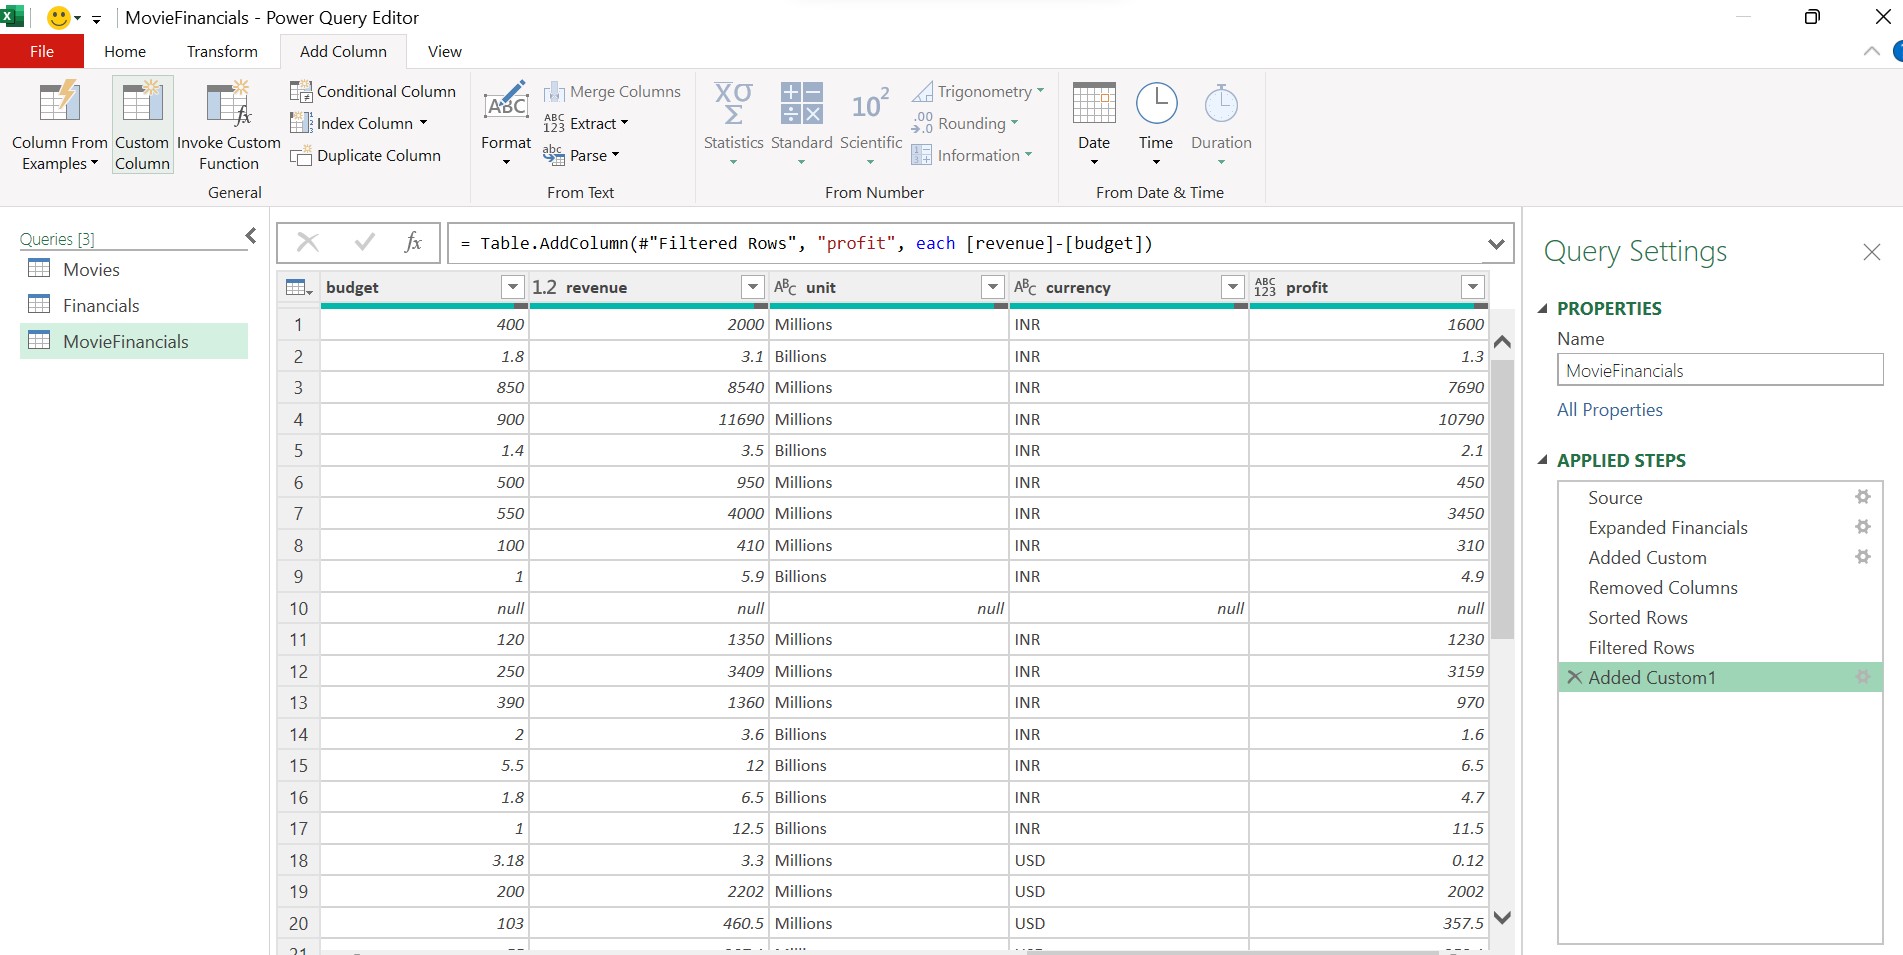 MovieFinancials - Power Query Editor
File Home Transform Add Column View
Column From Examples
Custom Column
Invoke Custom Function
Conditional Column
Index Column
Duplicate Column
General
Format
Merge Columns
Extract
Parse
From Text
Statistics
Standard
Scientific
Trigonometry
Rounding
Information
From Number
Date
Time
Duration
From Date & Time
Queries [3]
Movies
Financials
MovieFinancials
fx = Table.AddColumn(#"Filtered Rows", "profit", each [revenue]-[budget])
budget 1.2 revenue ABC unit ABC currency ABC 123 profit
1 400 2000 Millions INR 1600
2 1.8 3.1 Billions INR 1.3
3 850 8540 Millions INR 7690
4 900 11690 Millions INR 10790
5 1.4 3.5 Billions INR 2.1
6 500 950 Millions INR 450
7 550 4000 Millions INR 3450
8 100 410 Millions INR 310
9 1 5.9 Billions INR 4.9
10 null null null null null
11 120 1350 Millions INR 1230
12 250 3409 Millions INR 3159
13 390 1360 Millions INR 970
14 2 3.6 Billions INR 1.6
15 5.5 12 Billions INR 6.5
16 1.8 6.5 Billions INR 4.7
17 1 12.5 Billions INR 11.5
18 3.18 3.3 Millions USD 0.12
19 200 2202 Millions USD 2002
20 103 460.5 Millions USD 357.5
Query Settings
PROPERTIES
Name
MovieFinancials
All Properties
APPLIED STEPS
Source
Expanded Financials
Added Custom
Removed Columns
Sorted Rows
Filtered Rows
Added Custom1